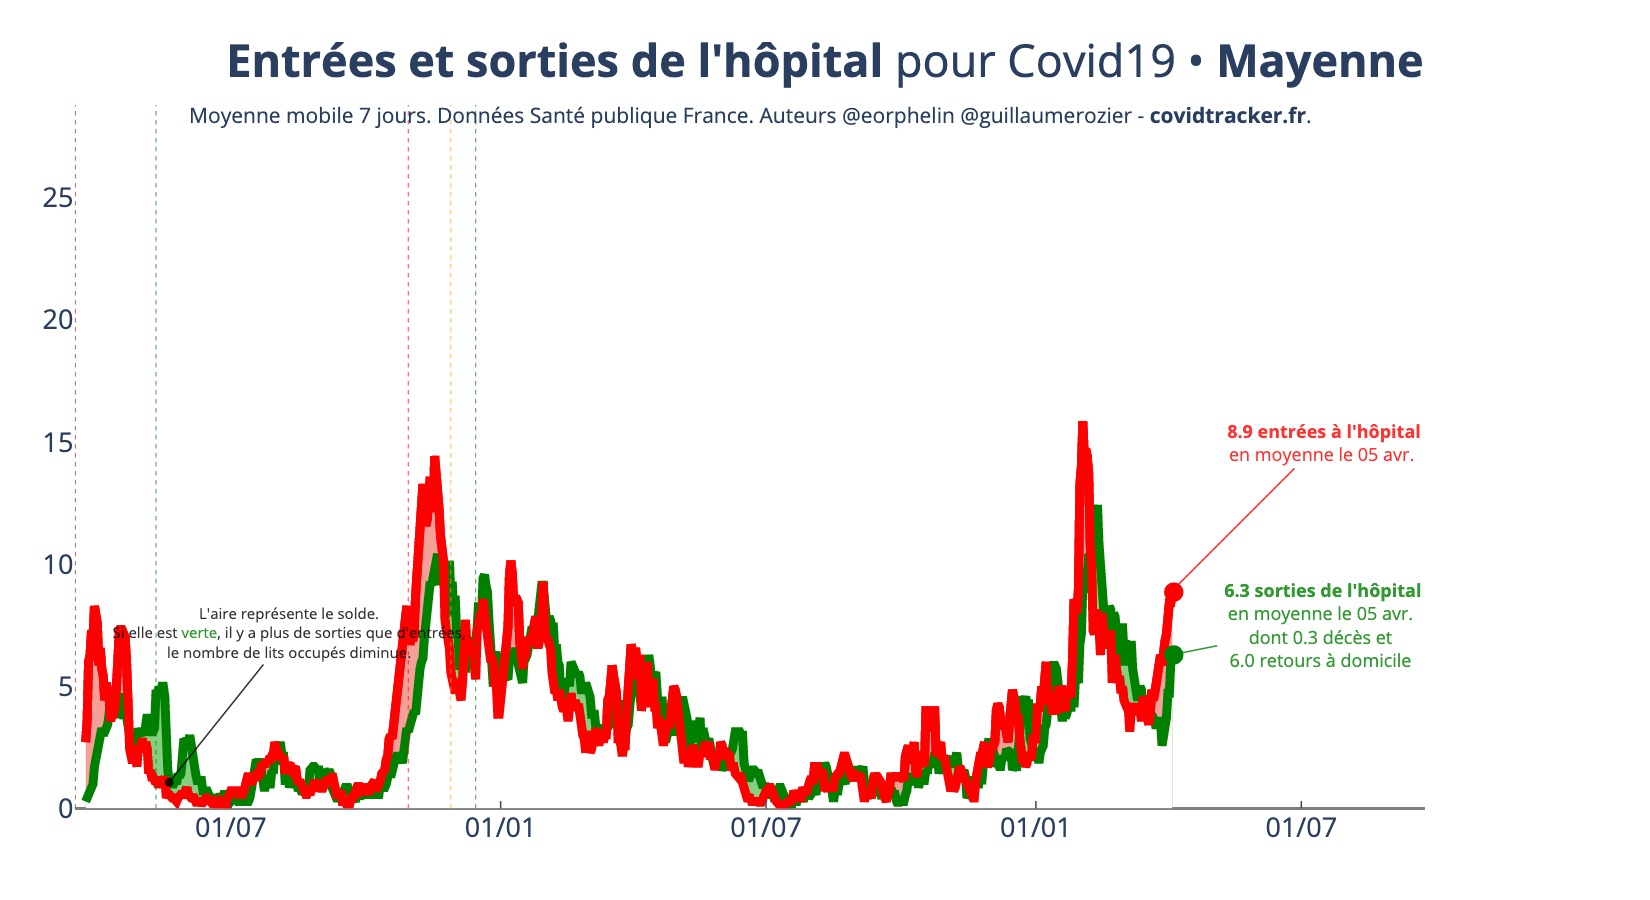 Entrées et sorties de l'hôpital pour Covid19 • Mayenne
Moyenne mobile 7 jours. Données Santé publique France. Auteurs @eorphelin @guillaumerozier - covidtracker.fr.
25
20
15
10
5
0
8.9 entrées à l'hôpital
en moyenne le 05 avr.
6.3 sorties de l'hôpital
en moyenne le 05 avr.
dont 0.3 décès et
6.0 retours à domicile
L'aire représente le solde.
Si elle est verte, il y a plus de sorties que d'entrées,
le nombre de lits occupés diminue.
01/07
01/01
01/07
01/01
01/07